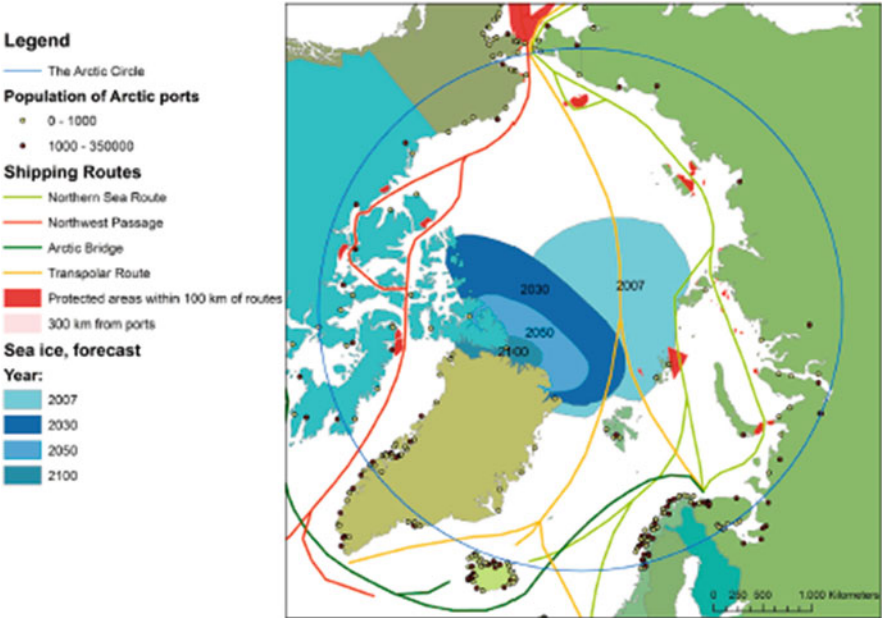 Legend
The Arctic Circle
Population of Arctic ports
0 - 1000
1000 - 350000
Shipping Routes
Northern Sea Route
Northwest Passage
Arctic Bridge
Transpolar Route
Protected areas within 100 km of routes
300 km from ports
Sea ice, forecast
Year:
2007
2030
2050
2100
2030
2007
2050
2100
0 250 500 1.000 Kilometers